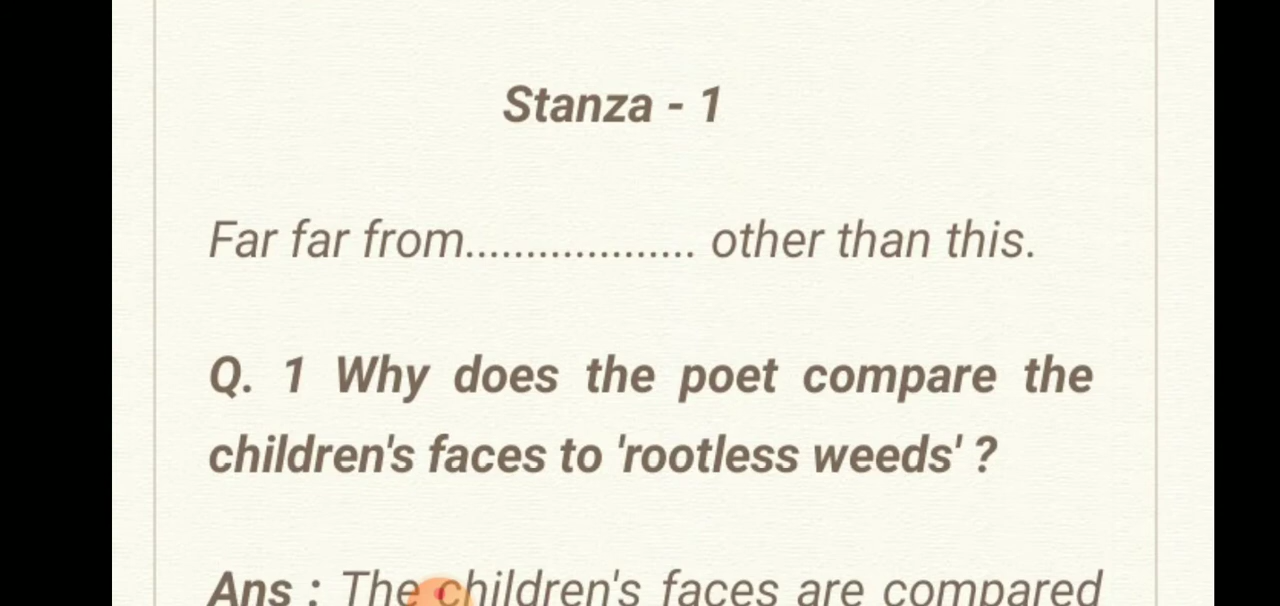 Stanza - 1
Far far from................... other than this.
Q. 1 Why does the poet compare the
children's faces to 'rootless weeds' ?
Ans : The children's faces are compared